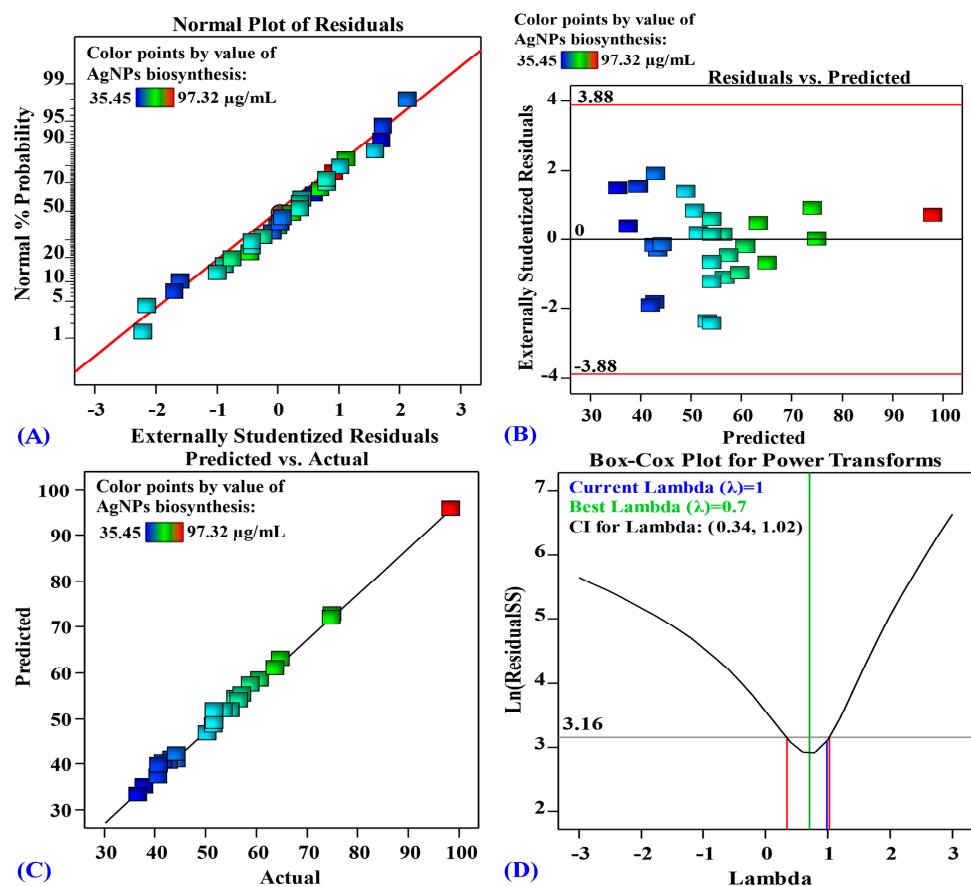 Normal Plot of Residuals
Color points by value of
AgNPs biosynthesis:
35.45 97.32 µg/mL
Normal % Probability
99
95
90
70
50
20
10
5
1
-3 -2 -1 0 1 2 3
(A) Externally Studentized Residuals
Color points by value of
AgNPs biosynthesis:
35.45 97.32 µg/mL
Residuals vs. Predicted
Externally Studentized Residuals
4
3.88
2
0
0
-2
-3.88
-4
30 40 50 60 70 80 90 100
(B) Predicted
Predicted vs. Actual
Color points by value of
AgNPs biosynthesis:
35.45 97.32 µg/mL
Predicted
100
90
80
70
60
50
40
30
30 40 50 60 70 80 90 100
(C) Actual
Box-Cox Plot for Power Transforms
Current Lambda (λ)=1
Best Lambda (λ)=0.7
CI for Lambda: (0.34, 1.02)
Ln(ResidualSS)
7
6
5
4
3.16
3
2
-3 -2 -1 0 1 2 3
(D) Lambda